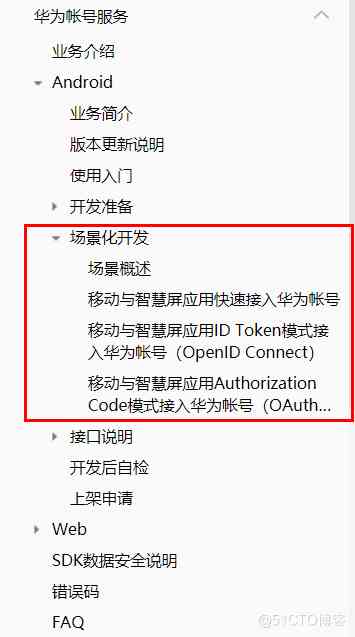 华为帐号服务
业务介绍
Android
业务简介
版本更新说明
使用入门
开发准备
场景化开发
场景概述
移动与智慧屏应用快速接入华为帐号
移动与智慧屏应用ID Token模式接
入华为帐号（OpenID Connect）
移动与智慧屏应用Authorization
Code模式接入华为帐号（OAuth...
接口说明
开发后自检
上架申请
Web
SDK数据安全说明
错误码
FAQ
@51CTO博客